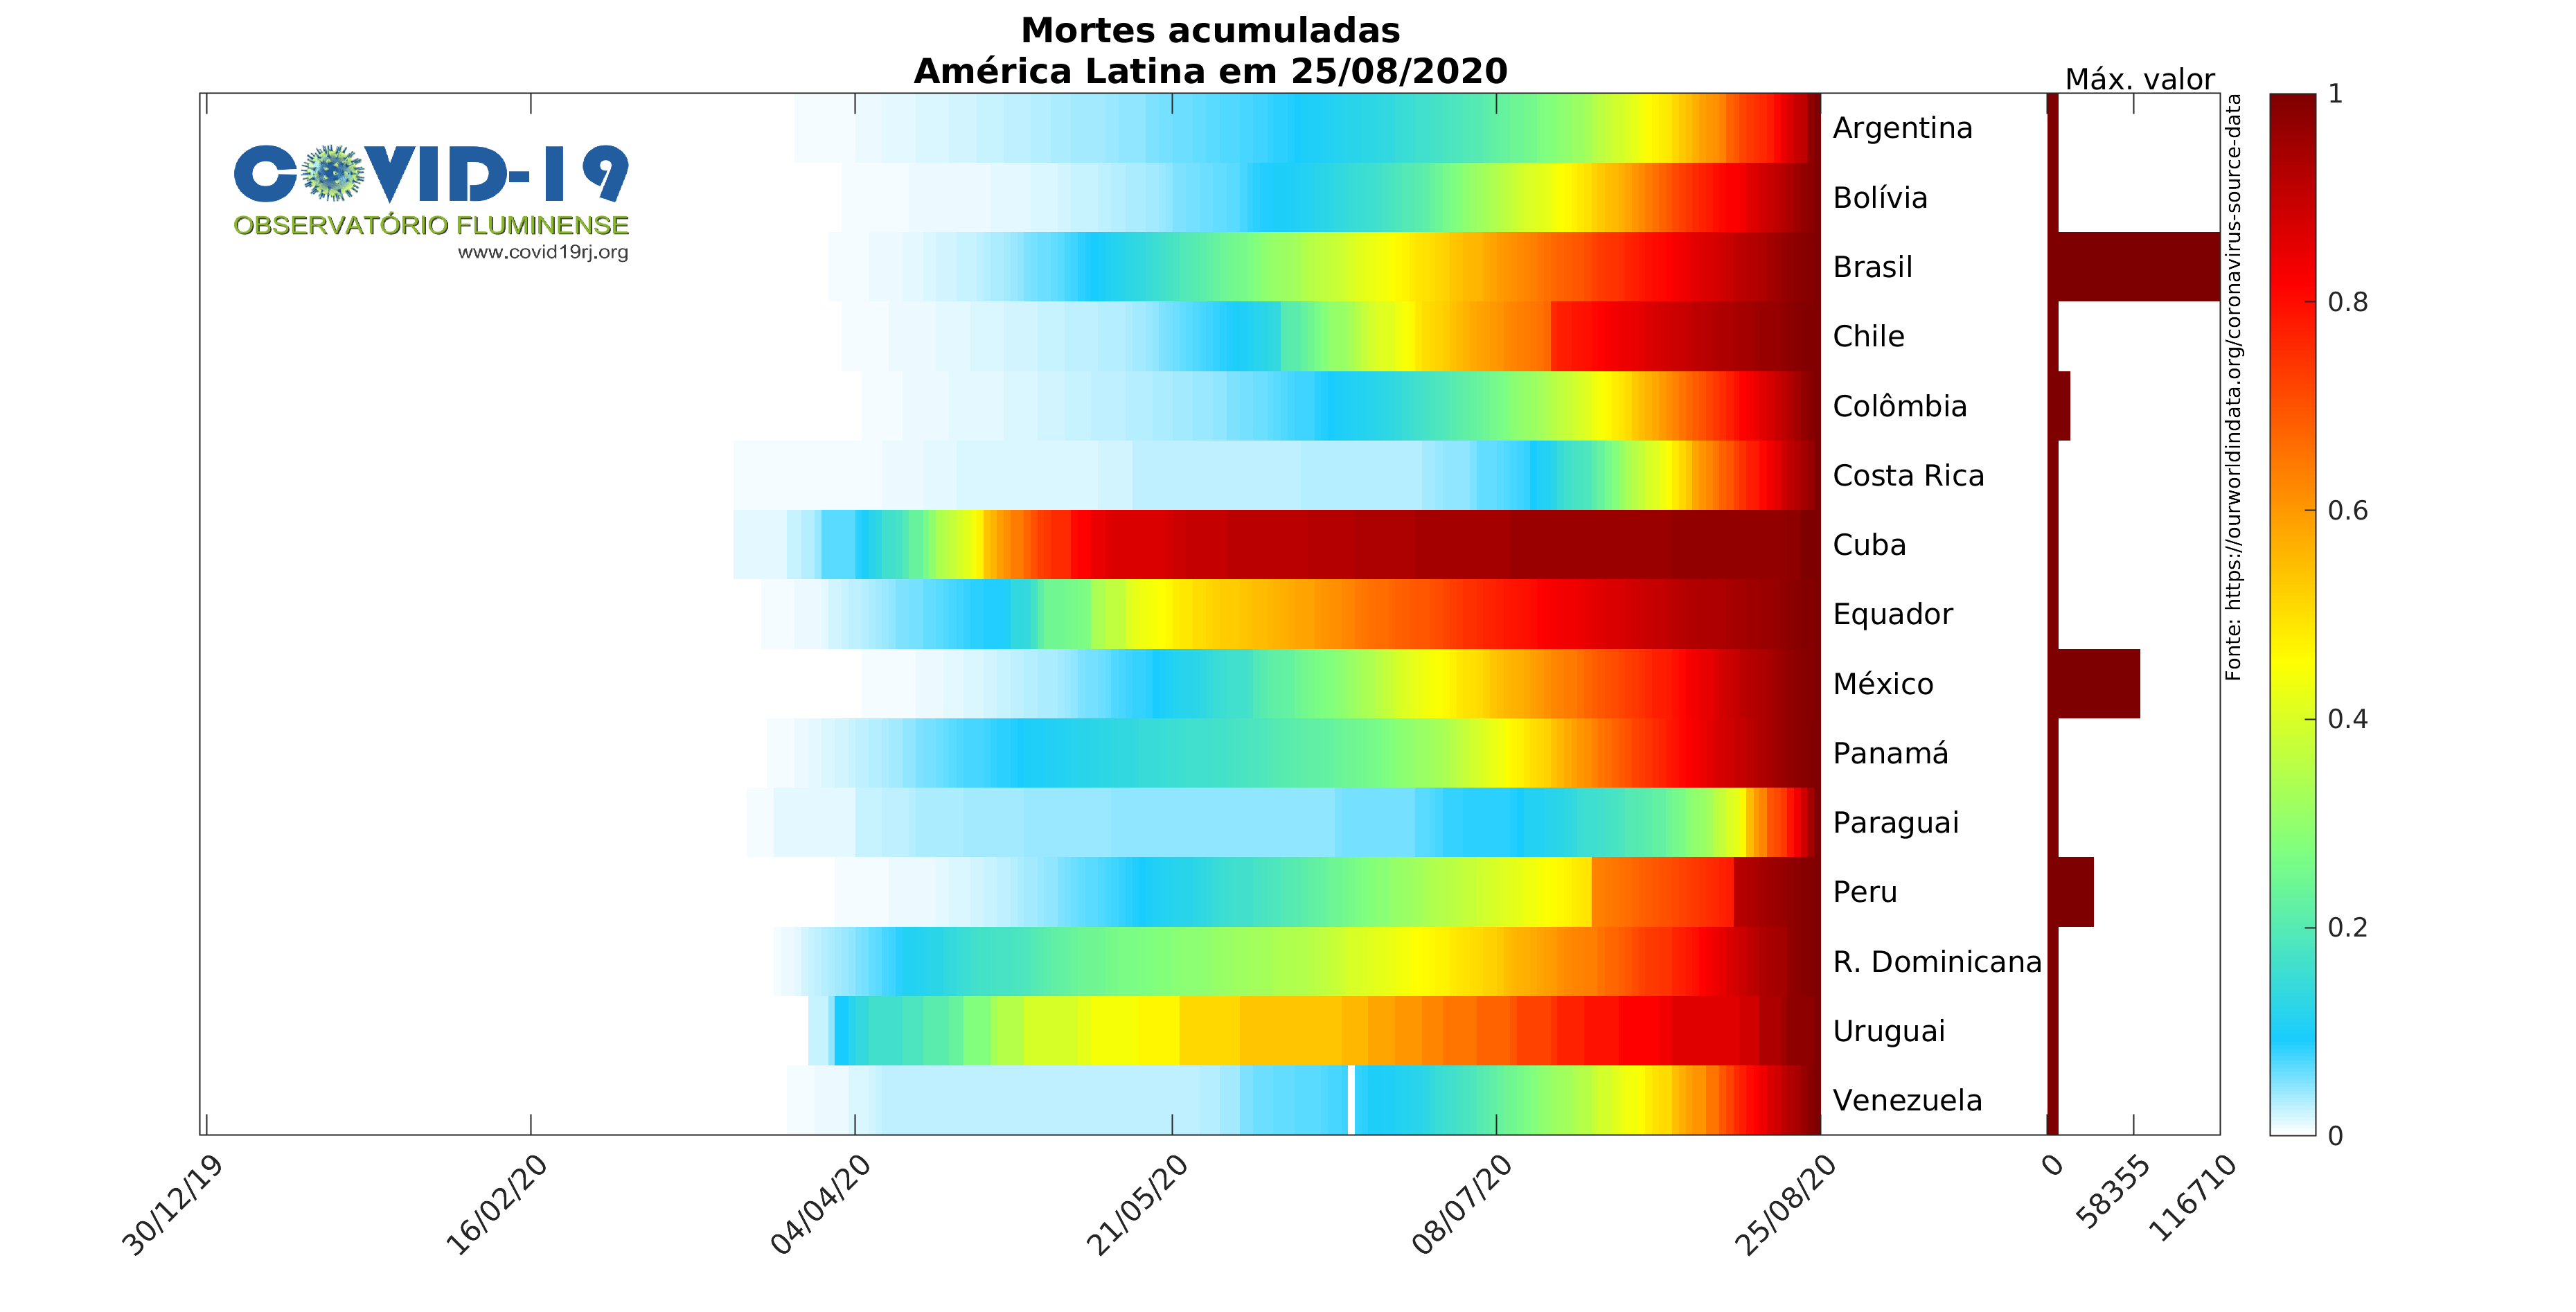 Mortes acumuladas
América Latina em 25/08/2020
Máx. valor
COVID-19
OBSERVATÓRIO FLUMINENSE
www.covid19rj.org
Argentina
Bolívia
Brasil
Chile
Colômbia
Costa Rica
Cuba
Equador
México
Panamá
Paraguai
Peru
R. Dominicana
Uruguai
Venezuela
Fonte: https://ourworldindata.org/coronavirus-source-data
1
0.8
0.6
0.4
0.2
0
30/12/19
16/02/20
04/04/20
21/05/20
08/07/20
25/08/20
0
58355
116710